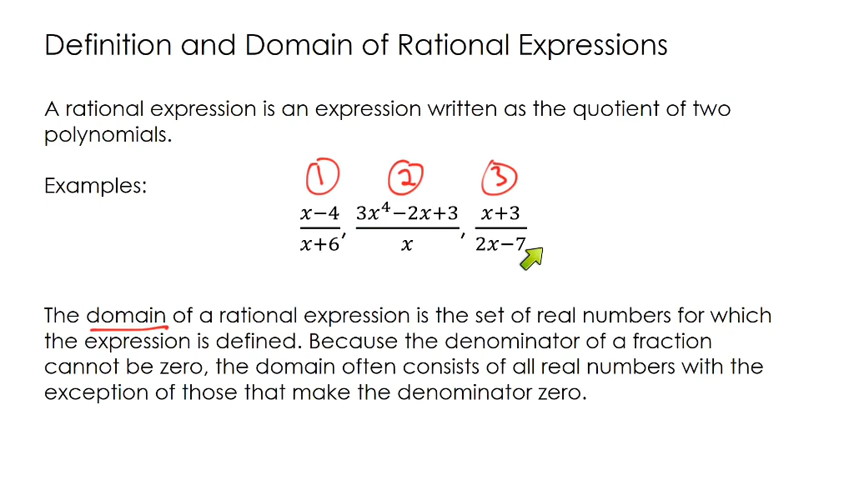 Definition and Domain of Rational Expressions
A rational expression is an expression written as the quotient of two
polynomials.
① ② ③
Examples:
x−4 3x⁴−2x+3 x+3
x+6, x, 2x−7
The domain of a rational expression is the set of real numbers for which
the expression is defined. Because the denominator of a fraction
cannot be zero, the domain often consists of all real numbers with the
exception of those that make the denominator zero.